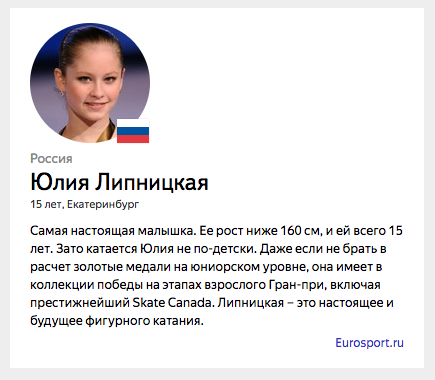 Россия
Юлия Липницкая
15 лет, Екатеринбург
Самая настоящая малышка. Ее рост ниже 160 см, и ей всего 15
лет. Зато катается Юлия не по-детски. Даже если не брать в
расчет золотые медали на юниорском уровне, она имеет в
коллекции победы на этапах взрослого Гран-при, включая
престижнейший Skate Canada. Липницкая – это настоящее и
будущее фигурного катания.
Eurosport.ru